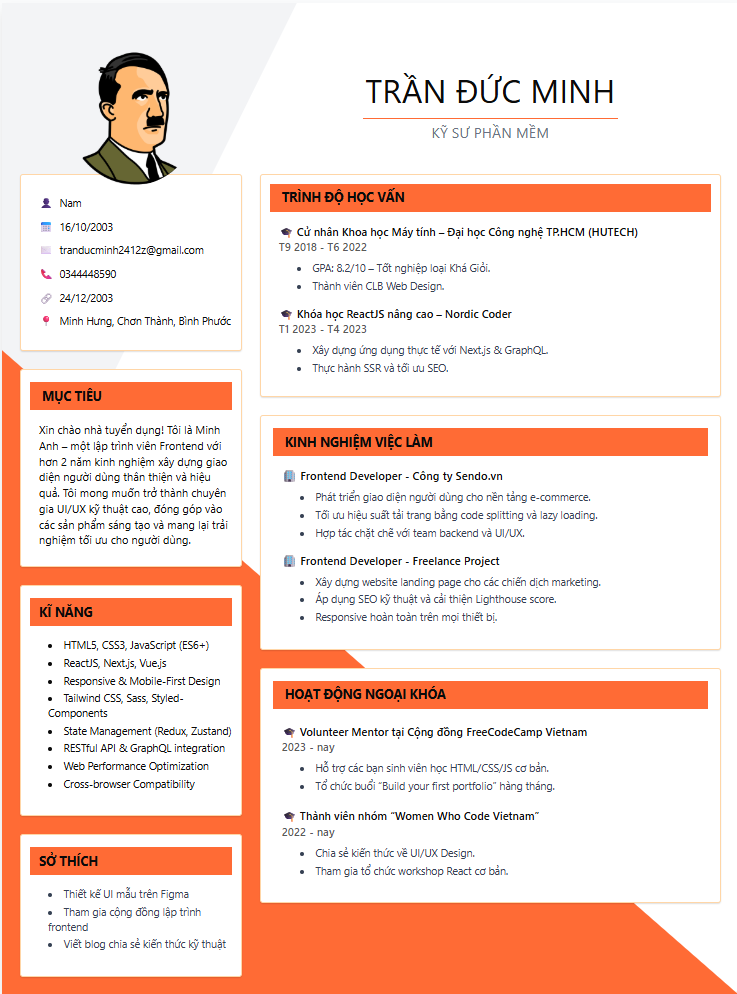 TRẦN ĐỨC MINH
KỸ SƯ PHẦN MỀM
Nam
16/10/2003
tranducminh2412z@gmail.com
0344448590
24/12/2003
Minh Hưng, Chơn Thành, Bình Phước
MỤC TIÊU
Xin chào nhà tuyển dụng! Tôi là Minh
Anh – một lập trình viên Frontend với
hơn 2 năm kinh nghiệm xây dựng giao
diện người dùng thân thiện và hiệu
quả. Tôi mong muốn trở thành chuyên
gia UI/UX kỹ thuật cao, đóng góp vào
các sản phẩm sáng tạo và mang lại trải
nghiệm tối ưu cho người dùng.
KĨ NĂNG
• HTML5, CSS3, JavaScript (ES6+)
• ReactJS, Next.js, Vue.js
• Responsive & Mobile-First Design
• Tailwind CSS, Sass, Styled-
Components
• State Management (Redux, Zustand)
• RESTful API & GraphQL integration
• Web Performance Optimization
• Cross-browser Compatibility
SỞ THÍCH
• Thiết kế UI mẫu trên Figma
• Tham gia cộng đồng lập trình
frontend
• Viết blog chia sẻ kiến thức kỹ thuật
TRÌNH ĐỘ HỌC VẤN
Cử nhân Khoa học Máy tính – Đại học Công nghệ TP.HCM (HUTECH)
T9 2018 - T6 2022
• GPA: 8.2/10 – Tốt nghiệp loại Khá Giỏi.
• Thành viên CLB Web Design.
Khóa học ReactJS nâng cao – Nordic Coder
T1 2023 - T4 2023
• Xây dựng ứng dụng thực tế với Next.js & GraphQL.
• Thực hành SSR và tối ưu SEO.
KINH NGHIỆM VIỆC LÀM
Frontend Developer - Công ty Sendo.vn
• Phát triển giao diện người dùng cho nền tảng e-commerce.
• Tối ưu hiệu suất tải trang bằng code splitting và lazy loading.
• Hợp tác chặt chẽ với team backend và UI/UX.
Frontend Developer - Freelance Project
• Xây dựng website landing page cho các chiến dịch marketing.
• Áp dụng SEO kỹ thuật và cải thiện Lighthouse score.
• Responsive hoàn toàn trên mọi thiết bị.
HOẠT ĐỘNG NGOẠI KHÓA
Volunteer Mentor tại Cộng đồng FreeCodeCamp Vietnam
2023 - nay
• Hỗ trợ các bạn sinh viên học HTML/CSS/JS cơ bản.
• Tổ chức buổi “Build your first portfolio” hàng tháng.
Thành viên nhóm “Women Who Code Vietnam”
2022 - nay
• Chia sẻ kiến thức về UI/UX Design.
• Tham gia tổ chức workshop React cơ bản.